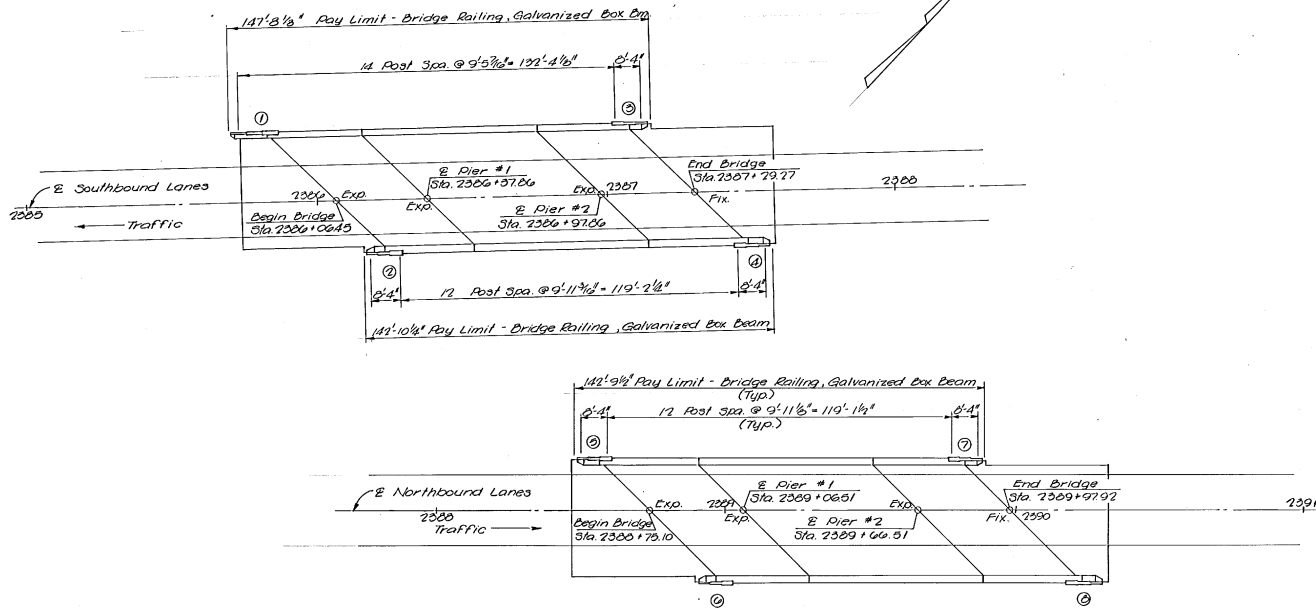 147'-8 1/8" Pay Limit - Bridge Railing, Galvanized Box Bm
14 Post Spa. @ 9'-5 7/16" = 132'-4 1/8"
8'-4"
1
3
℄ Southbound Lanes
2385
Traffic
2386
Exp.
Begin Bridge
Sta. 2386+06.45
℄ Pier #1
Sta. 2386+37.86
Exp.
Exp.
2387
℄ Pier #2
Sta. 2386+97.86
End Bridge
Sta. 2387+29.27
Fix.
2388
2
4
8'-4"
12 Post Spa. @ 9'-11 3/16" = 119'-2 1/4"
8'-4"
142'-10 1/4" Pay Limit - Bridge Railing, Galvanized Box Beam
142'-9 1/2" Pay Limit - Bridge Railing, Galvanized Box Beam
(Typ.)
8'-4"
12 Post Spa. @ 9'-11 1/8" = 119'-1 1/2"
(Typ.)
8'-4"
5
7
℄ Northbound Lanes
2388
Traffic
Exp.
Begin Bridge
Sta. 2388+75.10
2389
℄ Pier #1
Sta. 2389+06.51
Exp.
Exp.
℄ Pier #2
Sta. 2389+66.51
End Bridge
Sta. 2389+97.92
Fix.
2390
2391
6
8